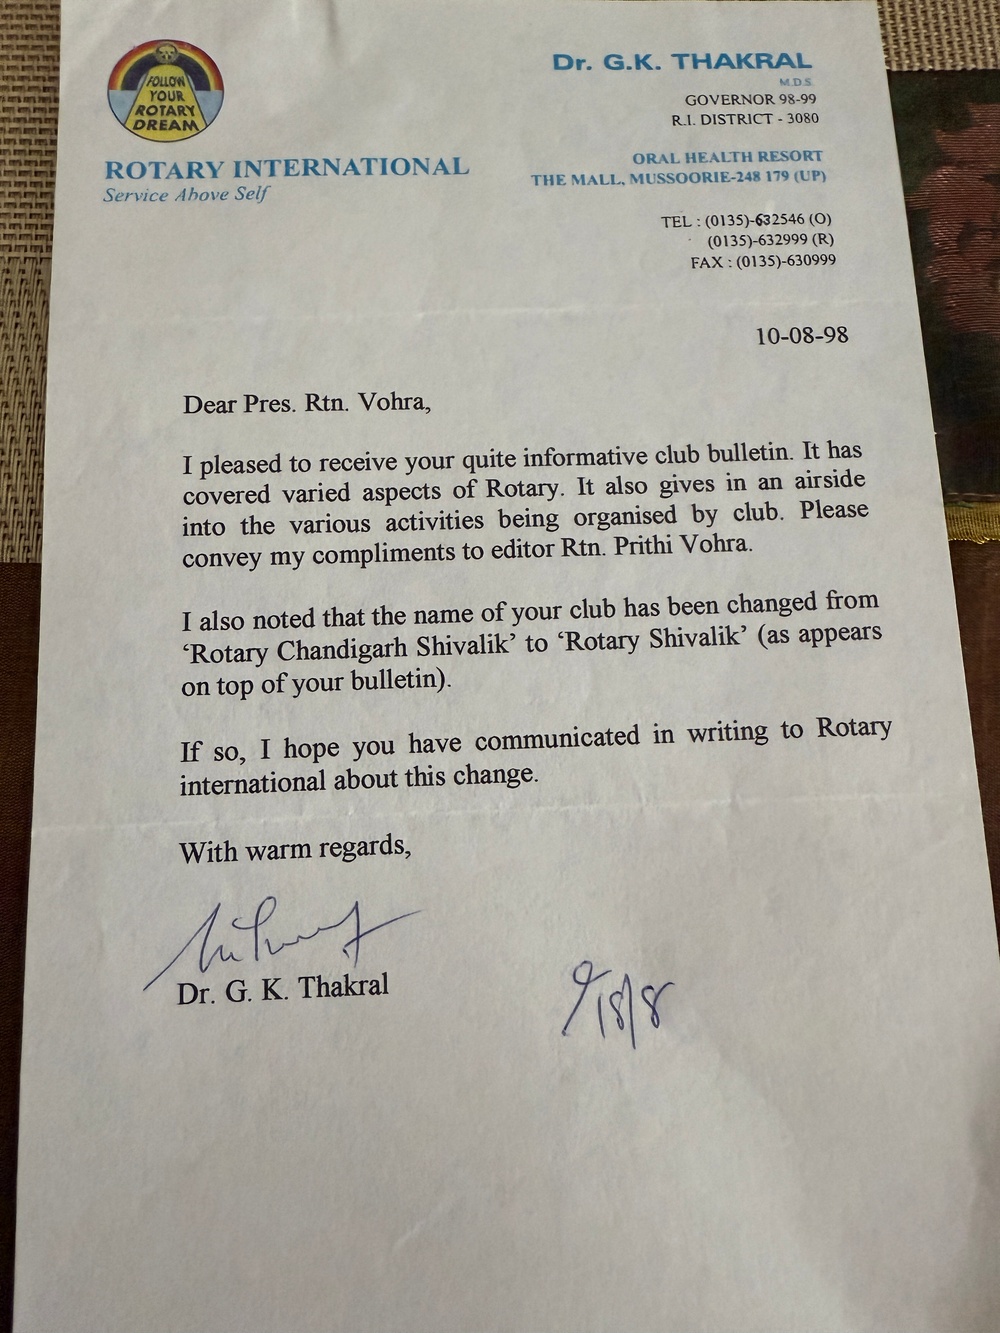 FOLLOW
YOUR
ROTARY
DREAM
ROTARY INTERNATIONAL
Service Above Self
Dr. G.K. THAKRAL
M.D.S.
GOVERNOR 98-99
R.I. DISTRICT - 3080
ORAL HEALTH RESORT
THE MALL, MUSSOORIE-248 179 (UP)
TEL : (0135)-632546 (O)
(0135)-632999 (R)
FAX : (0135)-630999
10-08-98
Dear Pres. Rtn. Vohra,
I pleased to receive your quite informative club bulletin. It has
covered varied aspects of Rotary. It also gives in an airside
into the various activities being organised by club. Please
convey my compliments to editor Rtn. Prithi Vohra.
I also noted that the name of your club has been changed from
‘Rotary Chandigarh Shivalik’ to ‘Rotary Shivalik’ (as appears
on top of your bulletin).
If so, I hope you have communicated in writing to Rotary
international about this change.
With warm regards,
Dr. G. K. Thakral
18/8